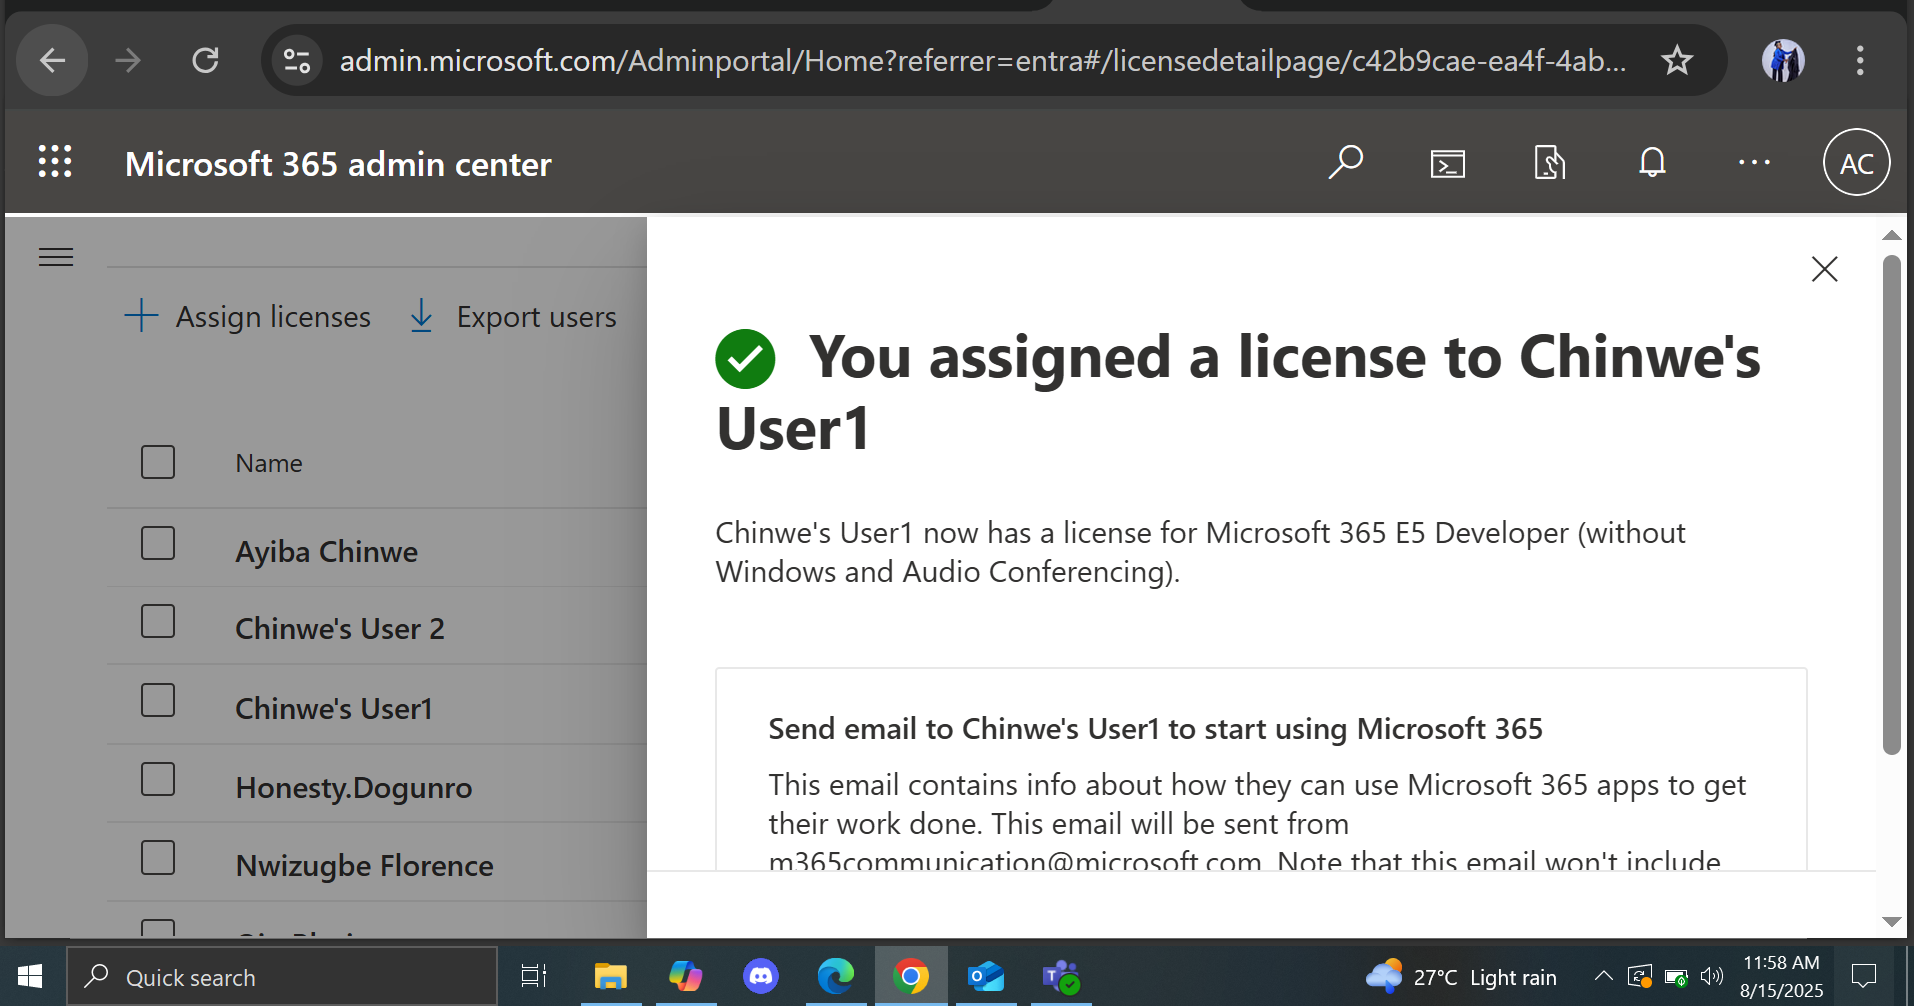 admin.microsoft.com/Adminportal/Home?referrer=entra#/licensedetailpage/c42b9cae-ea4f-4ab...
Microsoft 365 admin center
AC
Assign licenses
Export users
Name
Ayiba Chinwe
Chinwe's User 2
Chinwe's User1
Honesty.Dogunro
Nwizugbe Florence
You assigned a license to Chinwe's
User1
Chinwe's User1 now has a license for Microsoft 365 E5 Developer (without
Windows and Audio Conferencing).
Send email to Chinwe's User1 to start using Microsoft 365
This email contains info about how they can use Microsoft 365 apps to get
their work done. This email will be sent from
m365communication@microsoft.com. Note that this email won't include
Quick search
27°C Light rain
11:58 AM
8/15/2025